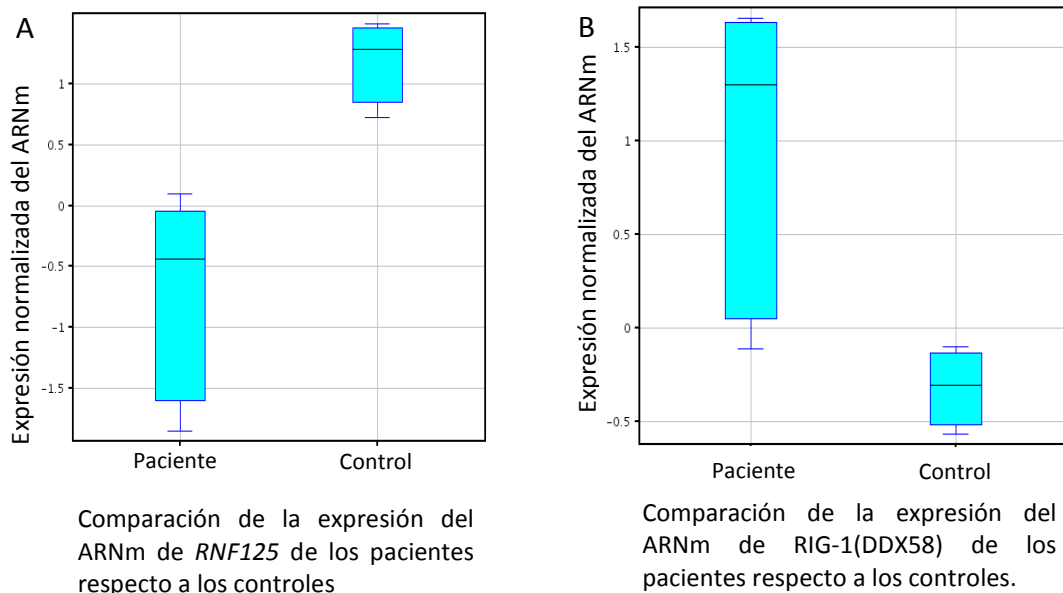 A
Expresión normalizada del ARNm
1
0.5
0
-0.5
-1
-1.5
Paciente
Control
Comparación de la expresión del
ARNm de RNF125 de los pacientes
respecto a los controles
B
Expresión normalizada del ARNm
1.5
1
0.5
0
-0.5
Paciente
Control
Comparación de la expresión del
ARNm de RIG-1(DDX58) de los
pacientes respecto a los controles.